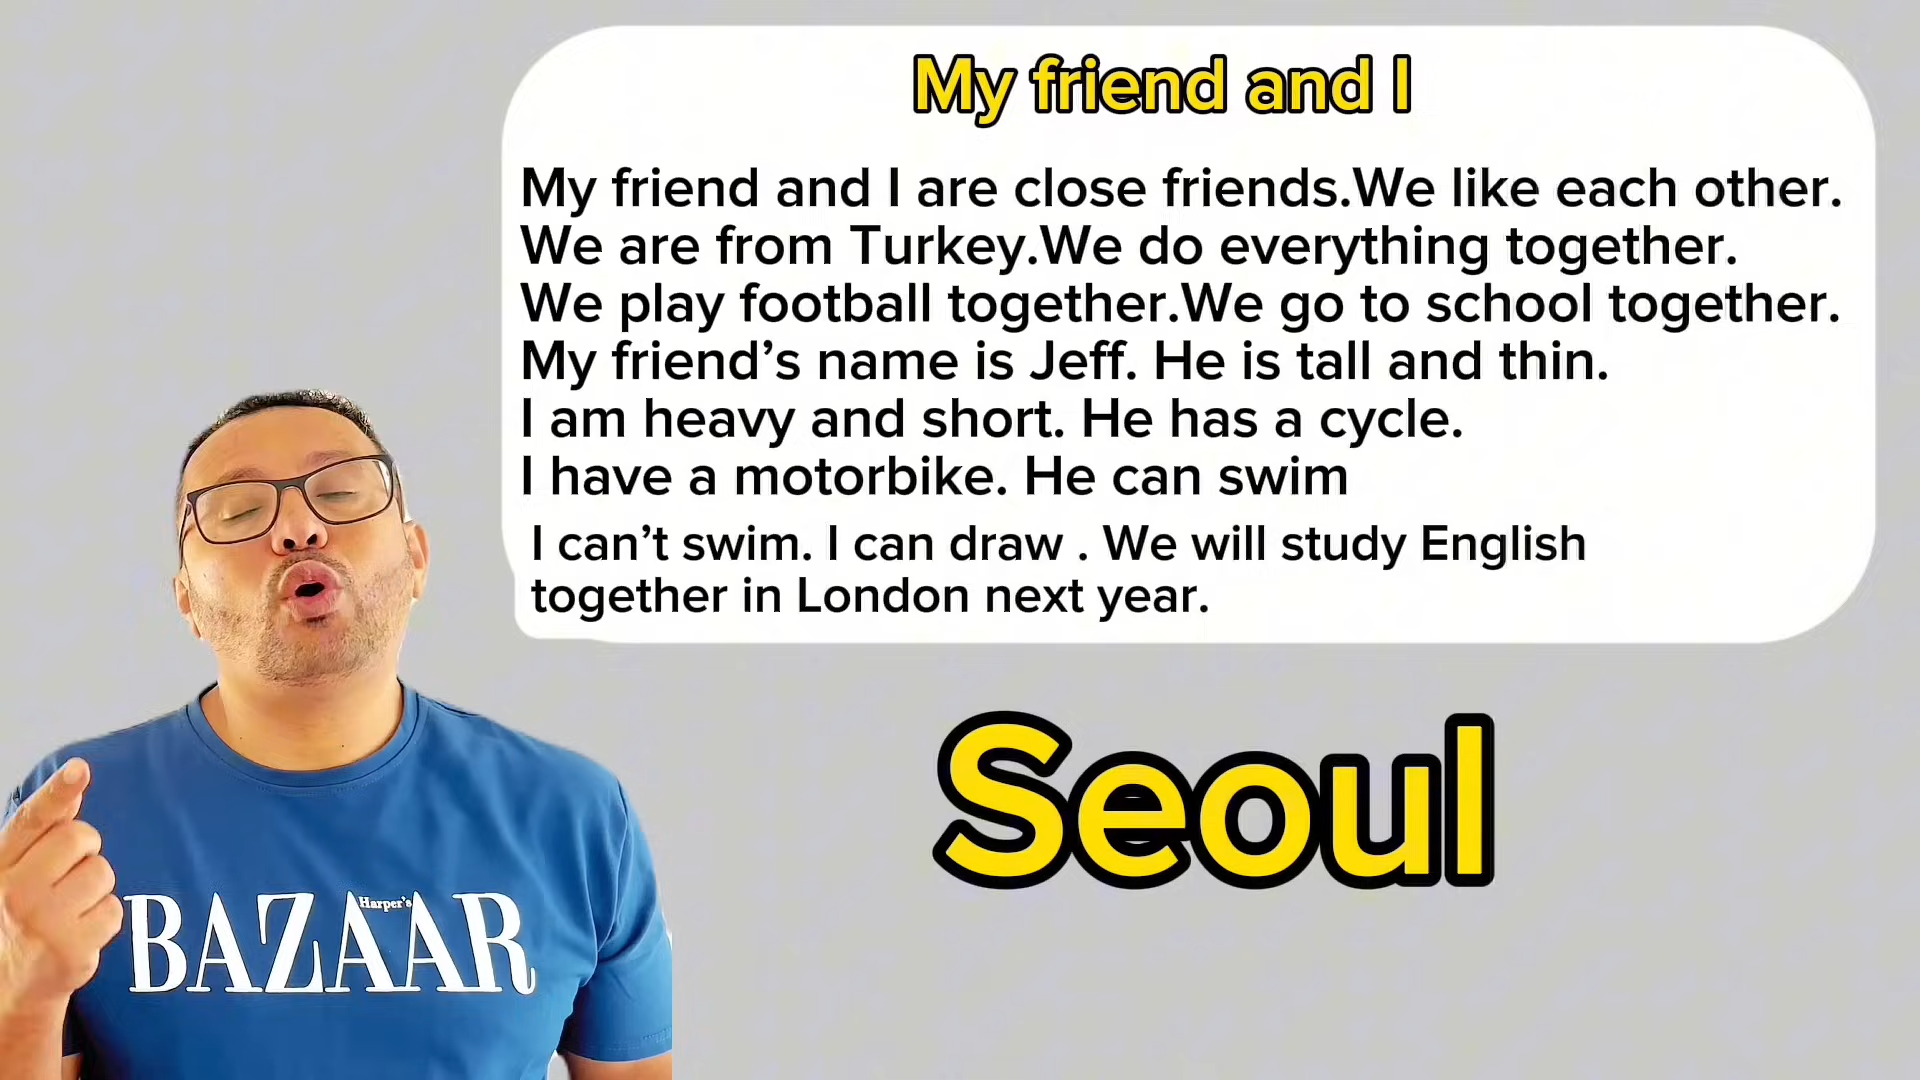 My friend and I
My friend and I are close friends.We like each other.
We are from Turkey.We do everything together.
We play football together.We go to school together.
My friend’s name is Jeff. He is tall and thin.
I am heavy and short. He has a cycle.
I have a motorbike. He can swim
I can’t swim. I can draw . We will study English
together in London next year.
Seoul
Harper's
BAZAAR